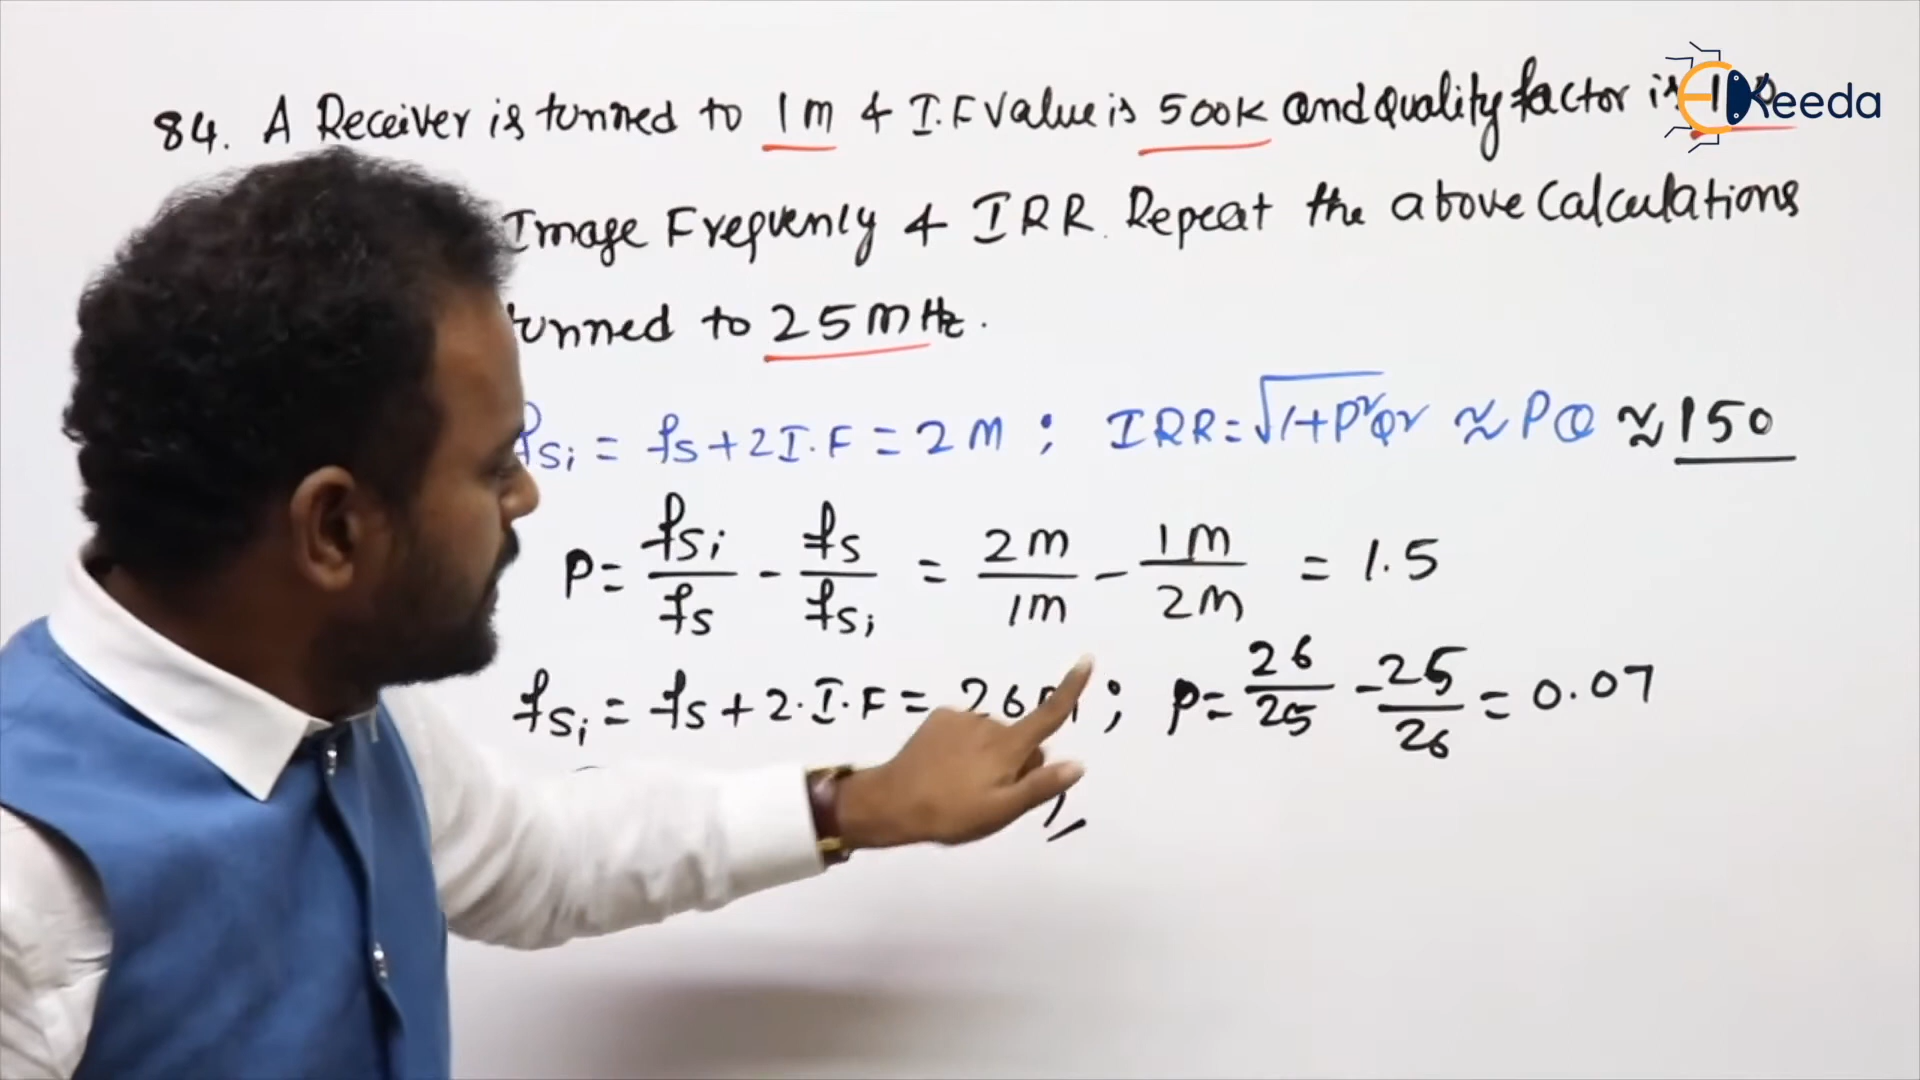 Keeda
84. A Receiver is tunned to 1m & I.F Value is 500K and quality factor is
Image Frequenly & IRR. Repeat the above Calculations
tunned to 25mHz.
fsi = fs + 2I.F = 2M ; IRR = √1+P²Q² ≈ PQ ≈ 150
P = fsi/fs - fs/fsi = 2m/1m - 1m/2m = 1.5
fsi = fs + 2.I.F = 26M ; P = 26/25 - 25/26 = 0.07